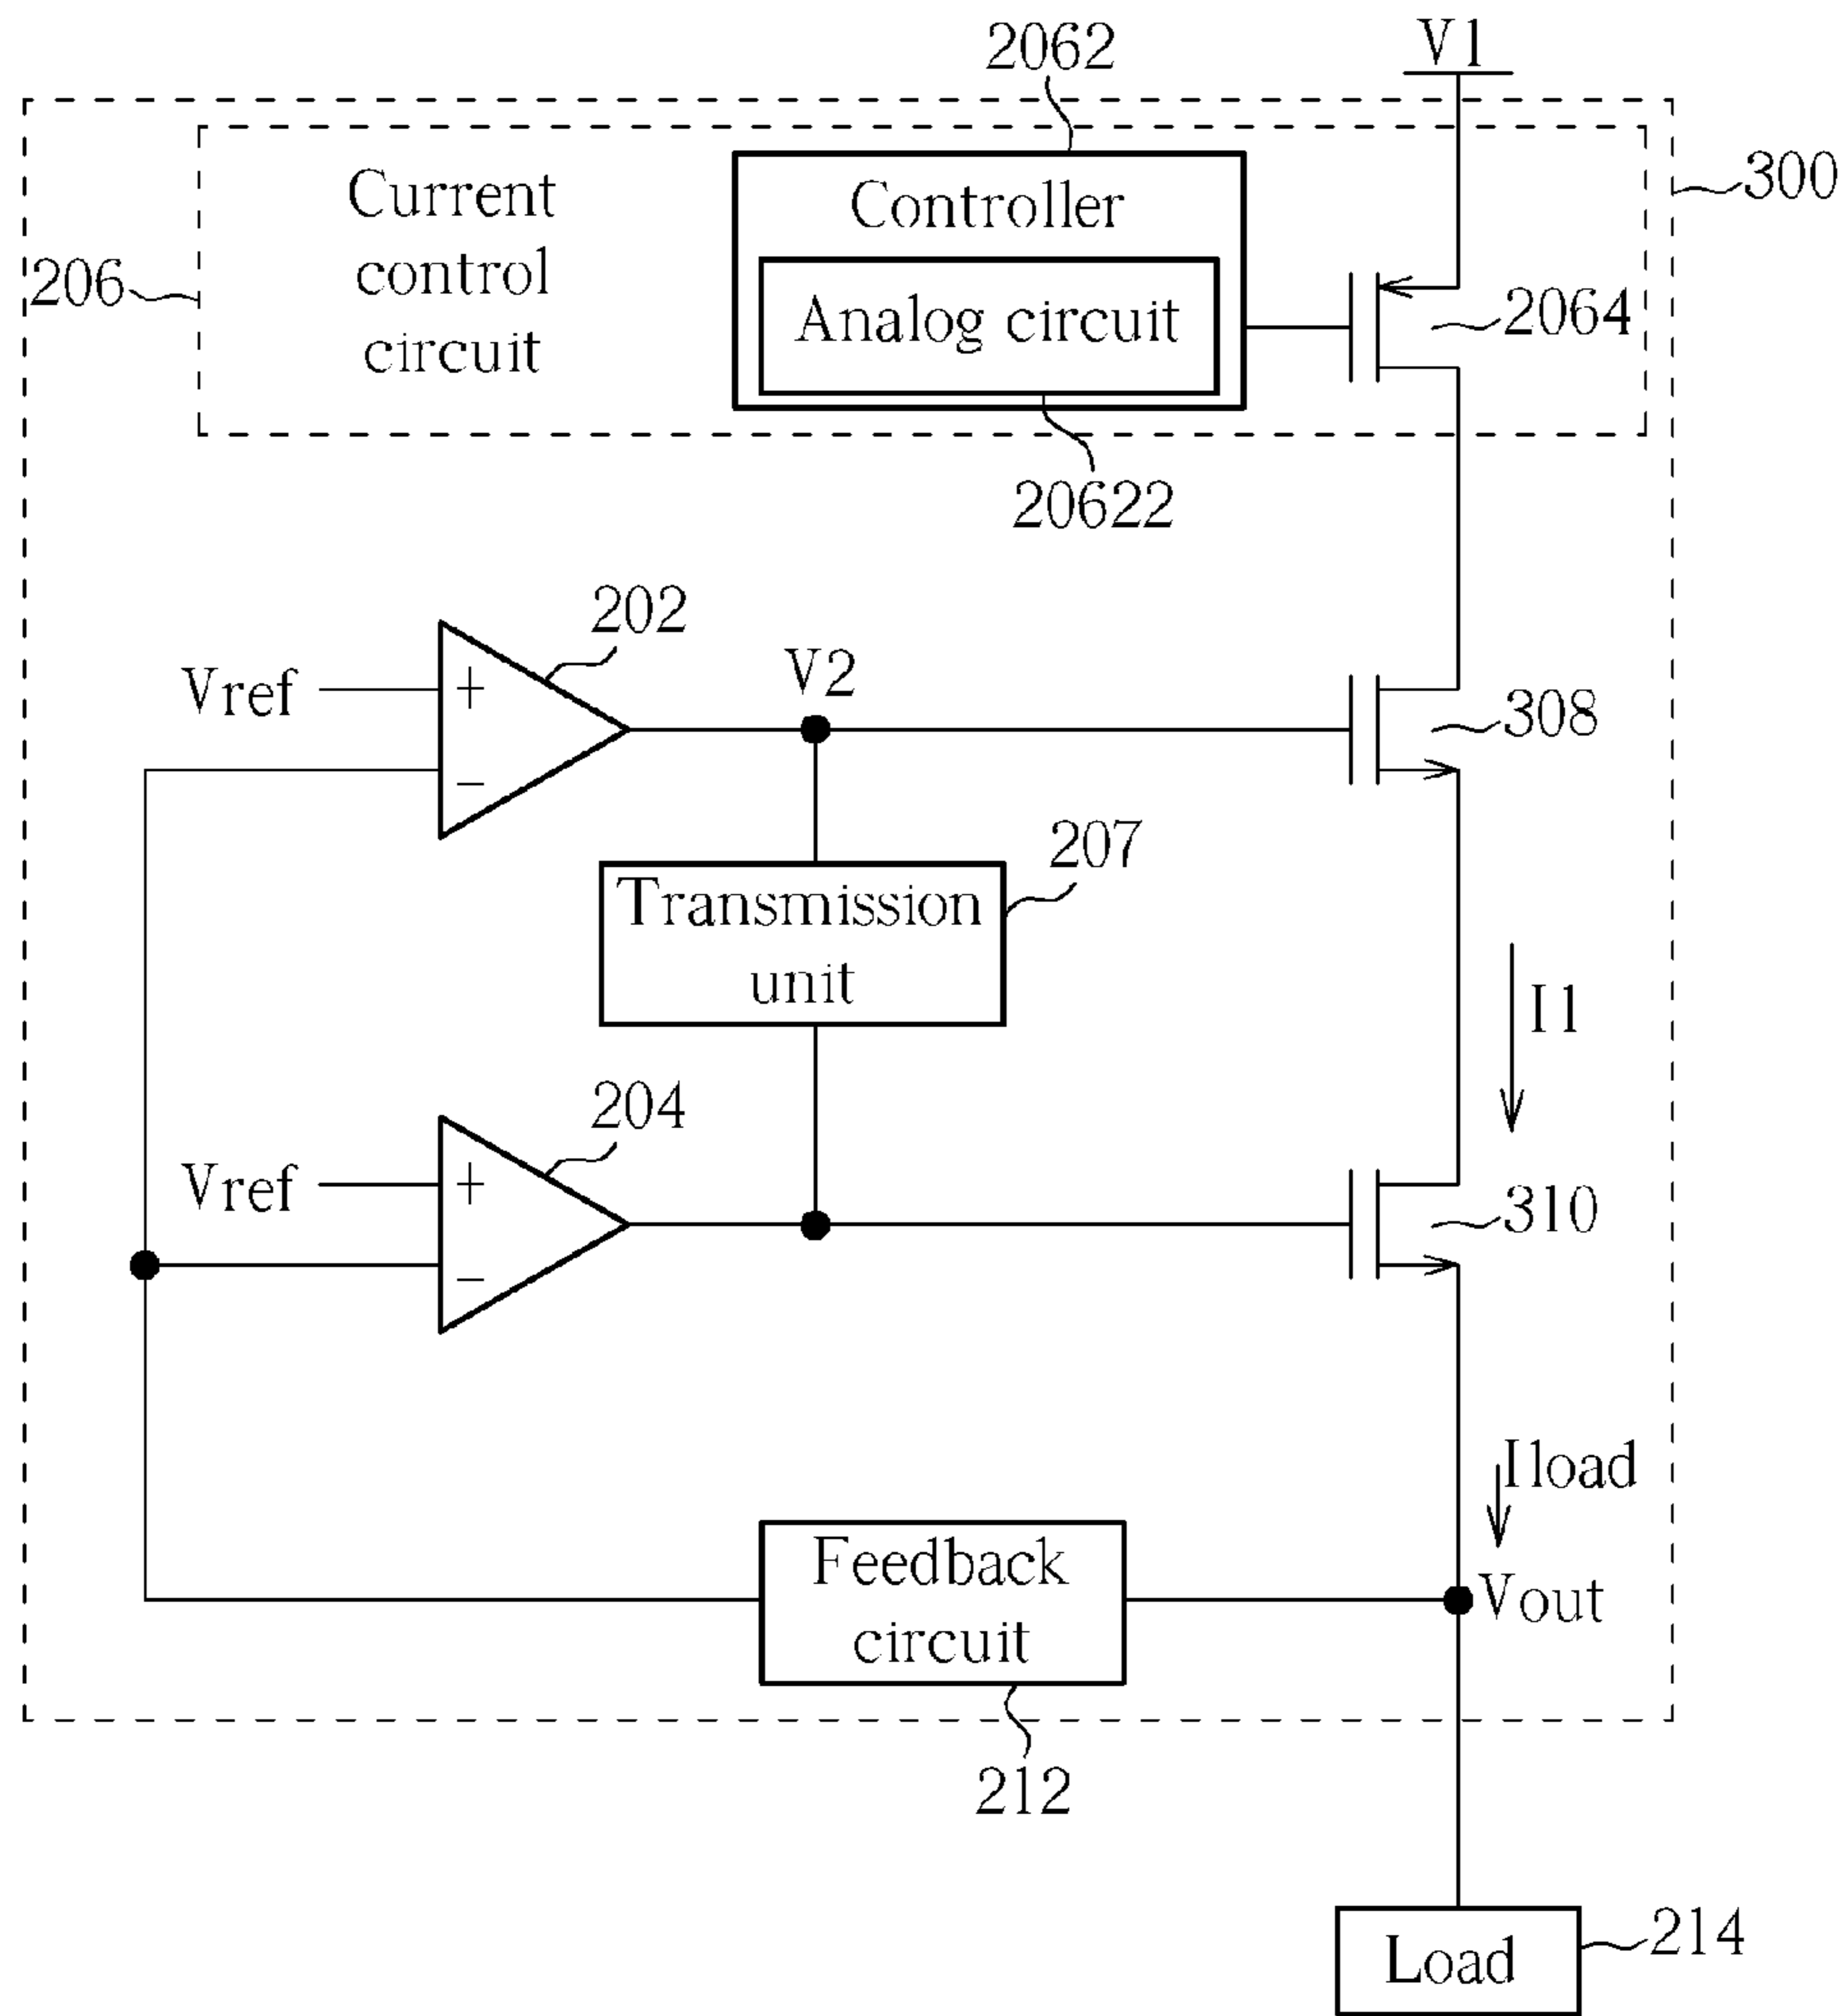 V1
2062
300
Current
control
circuit
Controller
Analog circuit
206
2064
20622
202
Vref
+
−
V2
308
207
Transmission
unit
I1
204
Vref
+
−
310
Iload
Feedback
circuit
Vout
212
Load
214